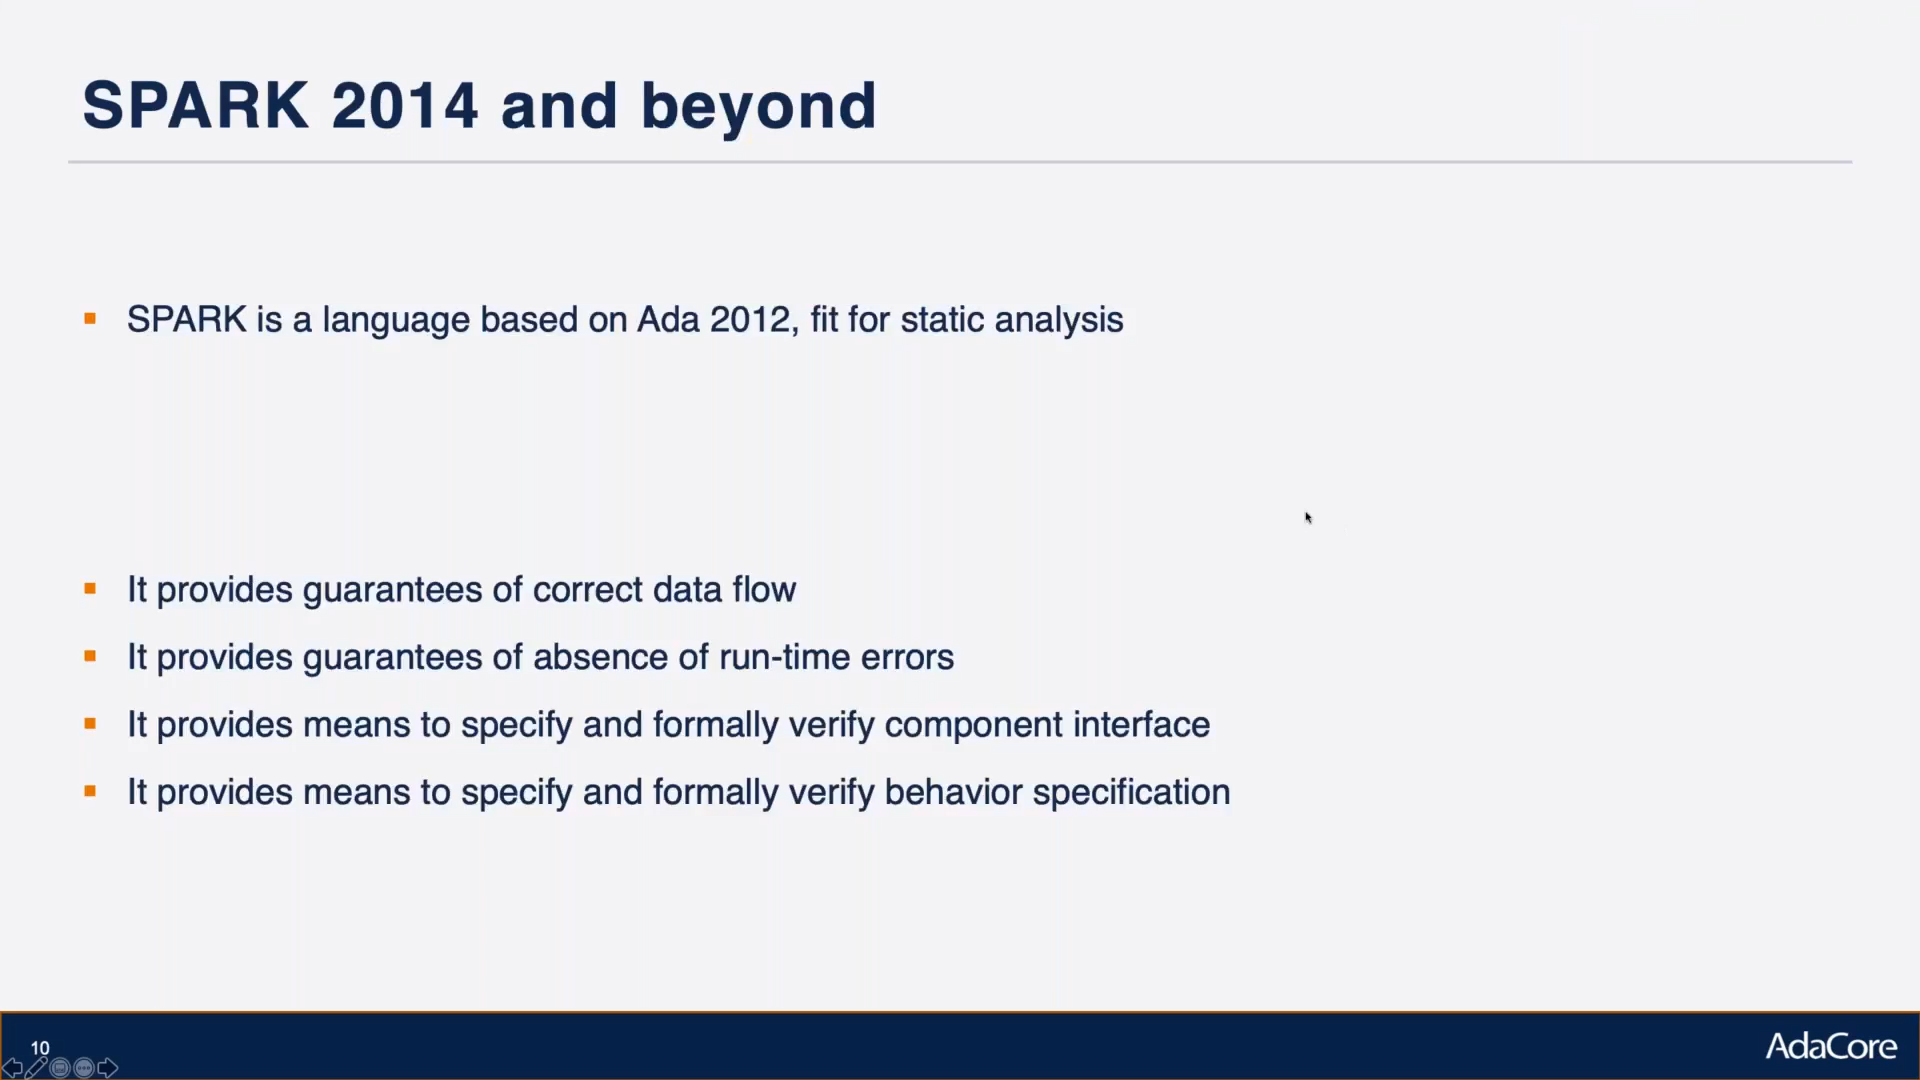 SPARK 2014 and beyond
SPARK is a language based on Ada 2012, fit for static analysis
It provides guarantees of correct data flow
It provides guarantees of absence of run-time errors
It provides means to specify and formally verify component interface
It provides means to specify and formally verify behavior specification
10
AdaCore